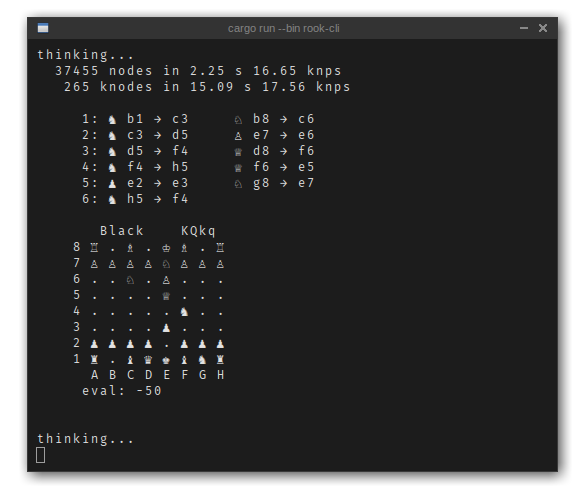 cargo run --bin rook-cli
thinking...
37455 nodes in 2.25 s 16.65 knps
265 knodes in 15.09 s 17.56 knps
1: ♞ b1 → c3 ♘ b8 → c6
2: ♞ c3 → d5 ♙ e7 → e6
3: ♞ d5 → f4 ♕ d8 → f6
4: ♞ f4 → h5 ♕ f6 → e5
5: ♟ e2 → e3 ♘ g8 → e7
6: ♞ h5 → f4
Black KQkq
8 ♖ . ♗ . ♔ ♗ . ♖
7 ♙ ♙ ♙ ♙ ♘ ♙ ♙ ♙
6 . . ♘ . ♙ . . .
5 . . . . ♕ . . .
4 . . . . . ♞ . .
3 . . . . ♟ . . .
2 ♟ ♟ ♟ ♟ . ♟ ♟ ♟
1 ♜ . ♝ ♛ ♚ ♝ ♞ ♜
A B C D E F G H
eval: -50
thinking...